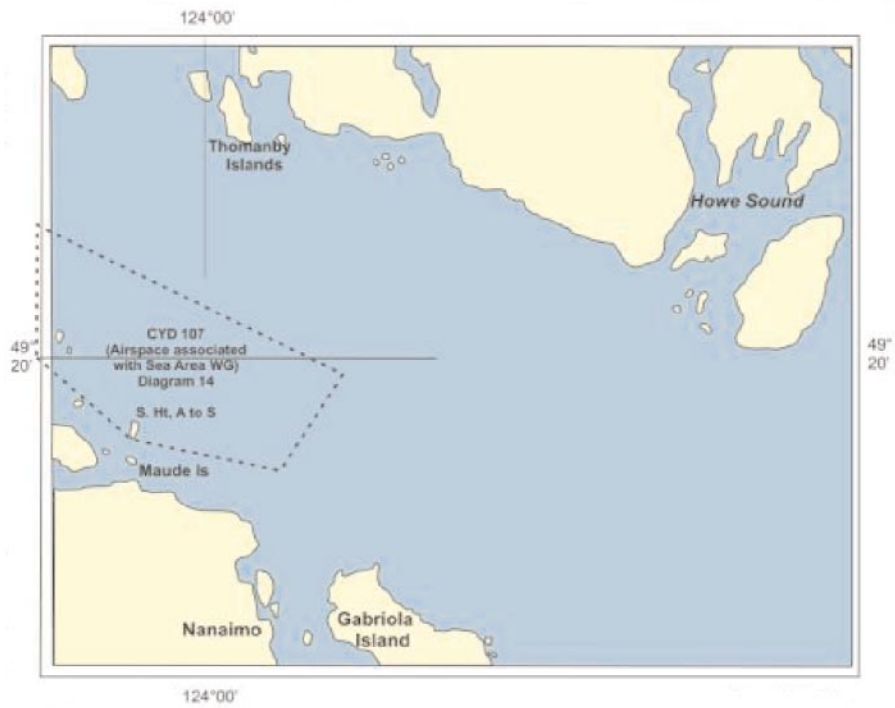 124°00'
Thomanby
Islands
Howe Sound
CYD 107
(Airspace associated
with Sea Area WG)
Diagram 14
S. Ht, A to S
49°
20'
49°
20'
Maude Is
Nanaimo
Gabriola
Island
124°00'